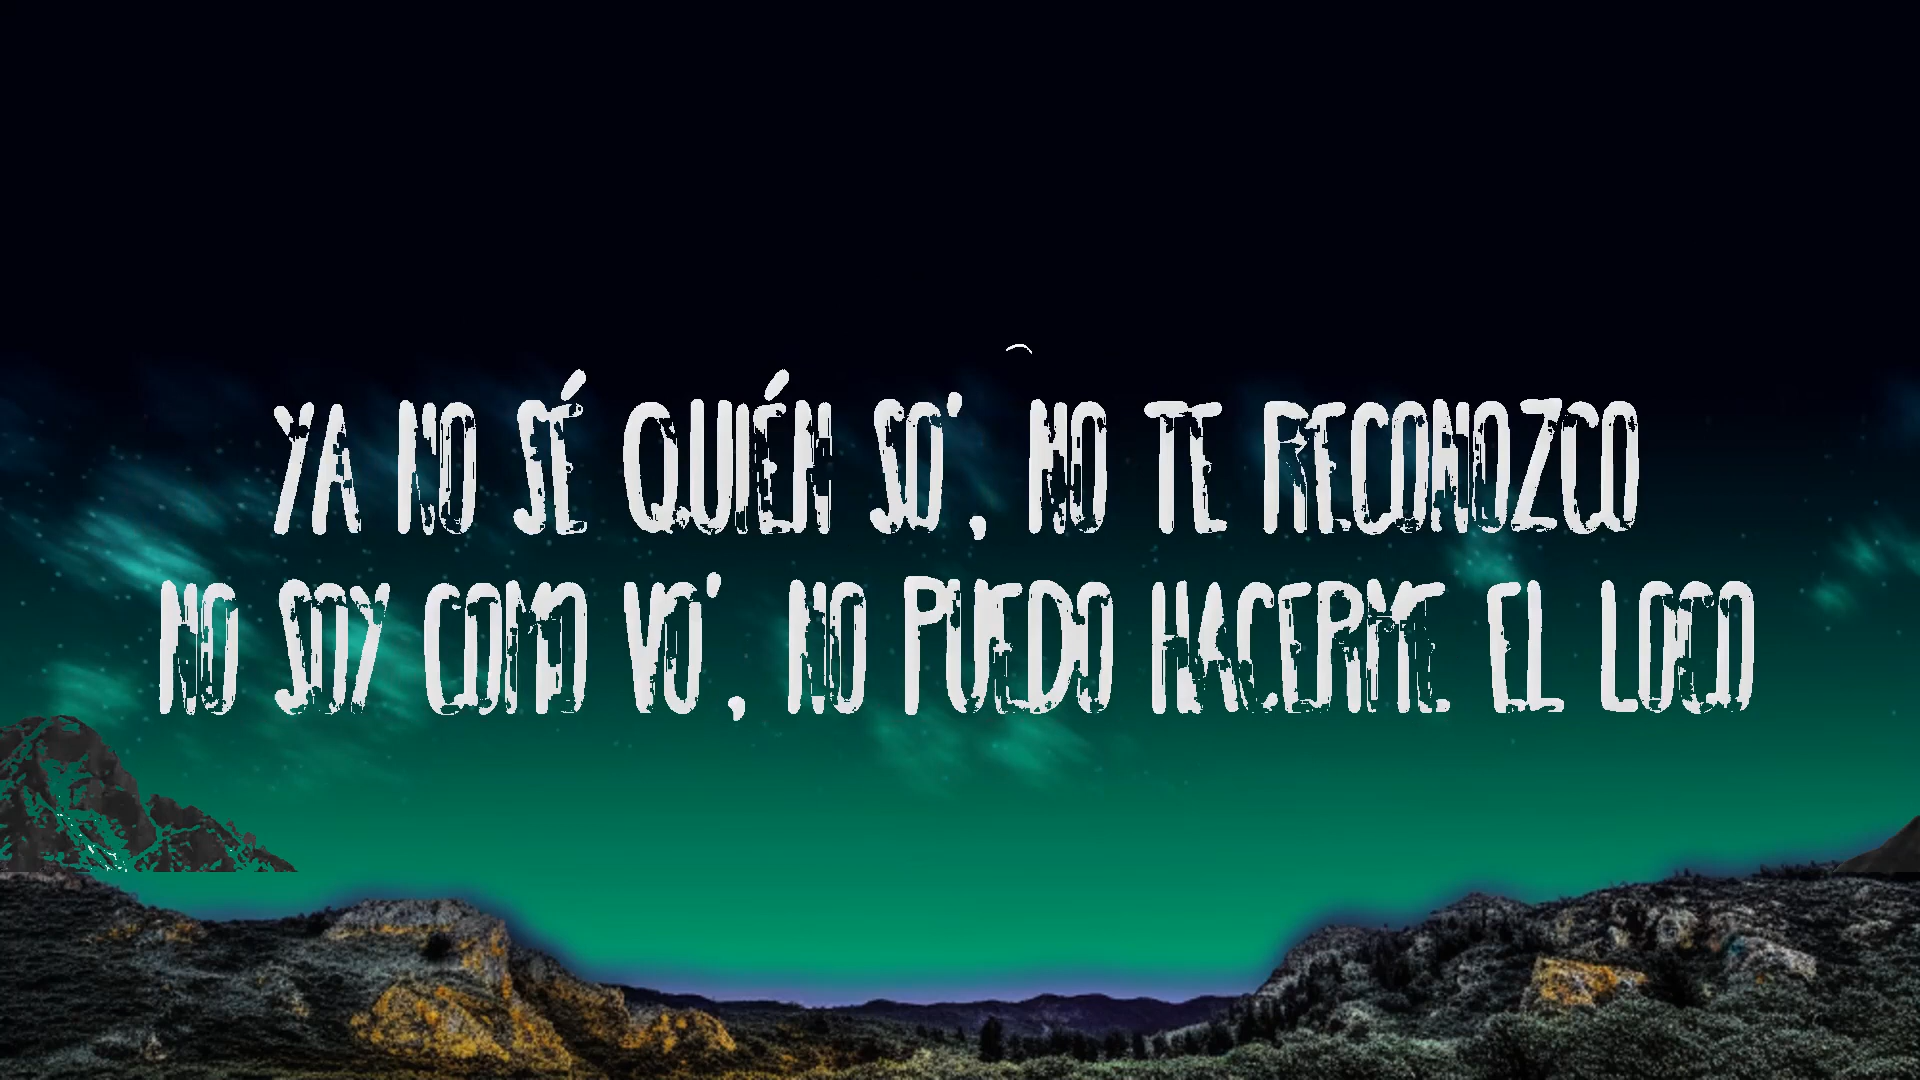 YA NO SÉ QUIÉN SO', NO TE RECONOZCO
NO SOY COMO VO', NO PUEDO HACERME EL LOCO